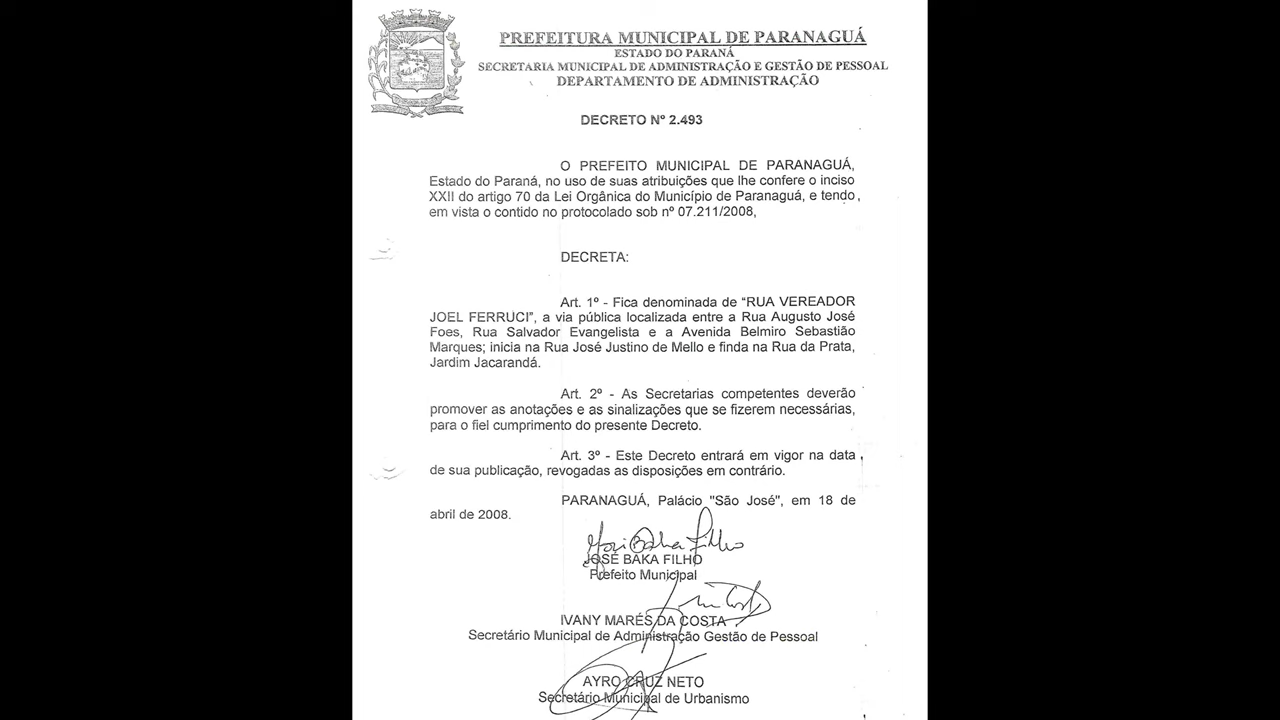 PREFEITURA MUNICIPAL DE PARANAGUÁ
ESTADO DO PARANÁ
SECRETARIA MUNICIPAL DE ADMINISTRAÇÃO E GESTÃO DE PESSOAL
DEPARTAMENTO DE ADMINISTRAÇÃO
DECRETO Nº 2.493
O PREFEITO MUNICIPAL DE PARANAGUÁ,
Estado do Paraná, no uso de suas atribuições que lhe confere o inciso
XXII do artigo 70 da Lei Orgânica do Município de Paranaguá, e tendo
em vista o contido no protocolado sob nº 07.211/2008,
DECRETA:
Art. 1º - Fica denominada de “RUA VEREADOR
JOEL FERRUCI”, a via pública localizada entre a Rua Augusto José
Foes, Rua Salvador Evangelista e a Avenida Belmiro Sebastião
Marques; inicia na Rua José Justino de Mello e finda na Rua da Prata,
Jardim Jacarandá.
Art. 2º - As Secretarias competentes deverão
promover as anotações e as sinalizações que se fizerem necessárias,
para o fiel cumprimento do presente Decreto.
Art. 3º - Este Decreto entrará em vigor na data
de sua publicação, revogadas as disposições em contrário.
PARANAGUÁ, Palácio "São José", em 18 de
abril de 2008.
José Baka Filho
JOSÉ BAKA FILHO
Prefeito Municipal
IVANY MARÉS DA COSTA
Secretário Municipal de Administração Gestão de Pessoal
AYRO CRUZ NETO
Secretário Municipal de Urbanismo